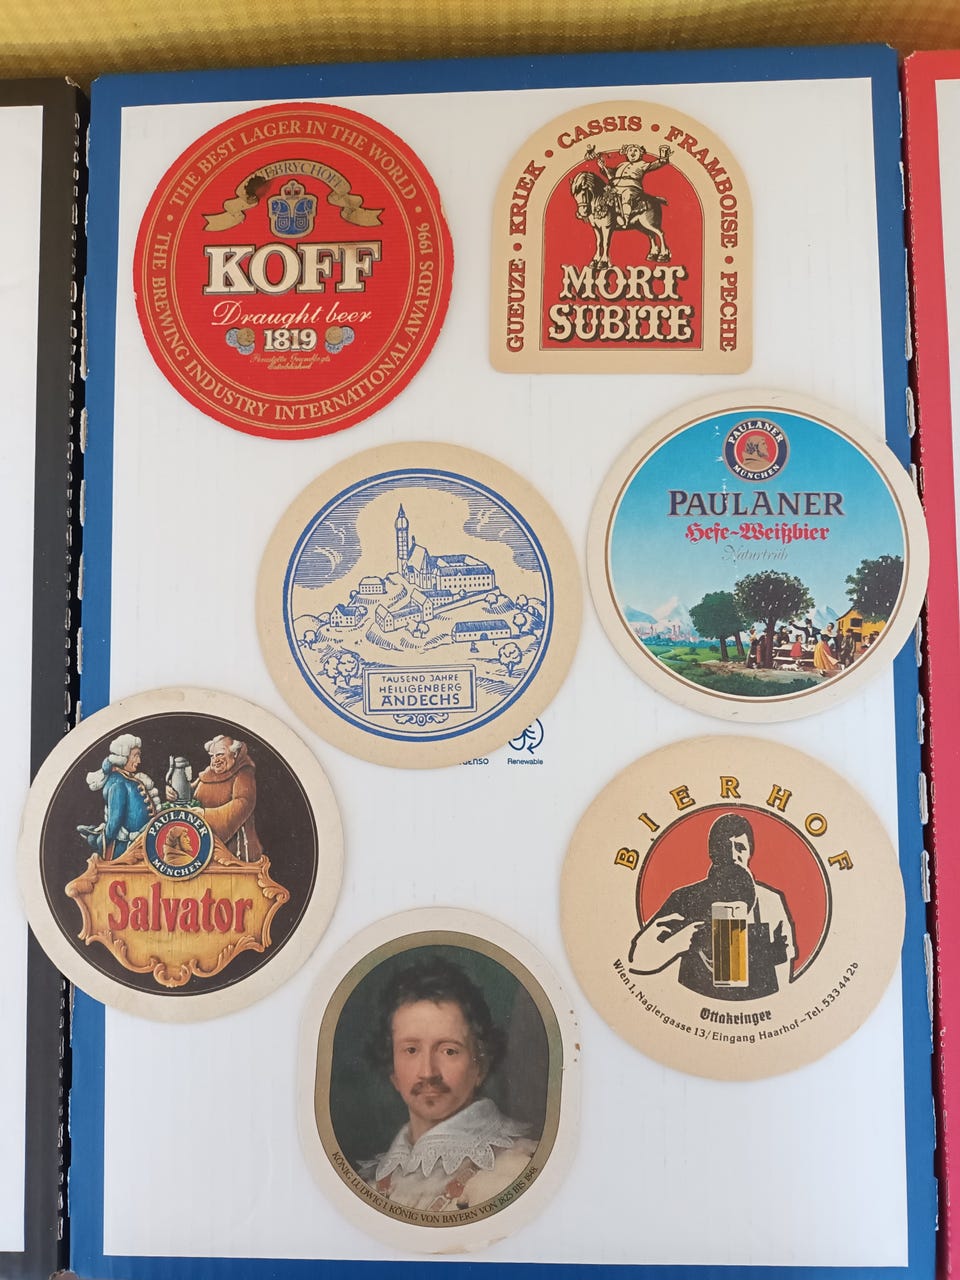 • THE BEST LAGER IN THE WORLD •
THE BREWING INDUSTRY INTERNATIONAL AWARDS 1996
SINEBRYCHOFF
KOFF
Draught beer
1819
Established
GUEUZE • KRIEK • CASSIS • FRAMBOISE • PECHE
MORT
SUBITE
PAULANER
MÜNCHEN
PAULANER
Hefe-Weißbier
Naturtrüb
TAUSEND JAHRE
HEILIGENBERG
ANDECHS
Renewable
PAULANER
MÜNCHEN
Salvator
BIERHOF
Ottakringer
Wien 1, Naglergasse 13/Eingang Haarhof – Tel. 533 44 2b
KÖNIG LUDWIG I. KÖNIG VON BAYERN VON 1825 BIS 1848